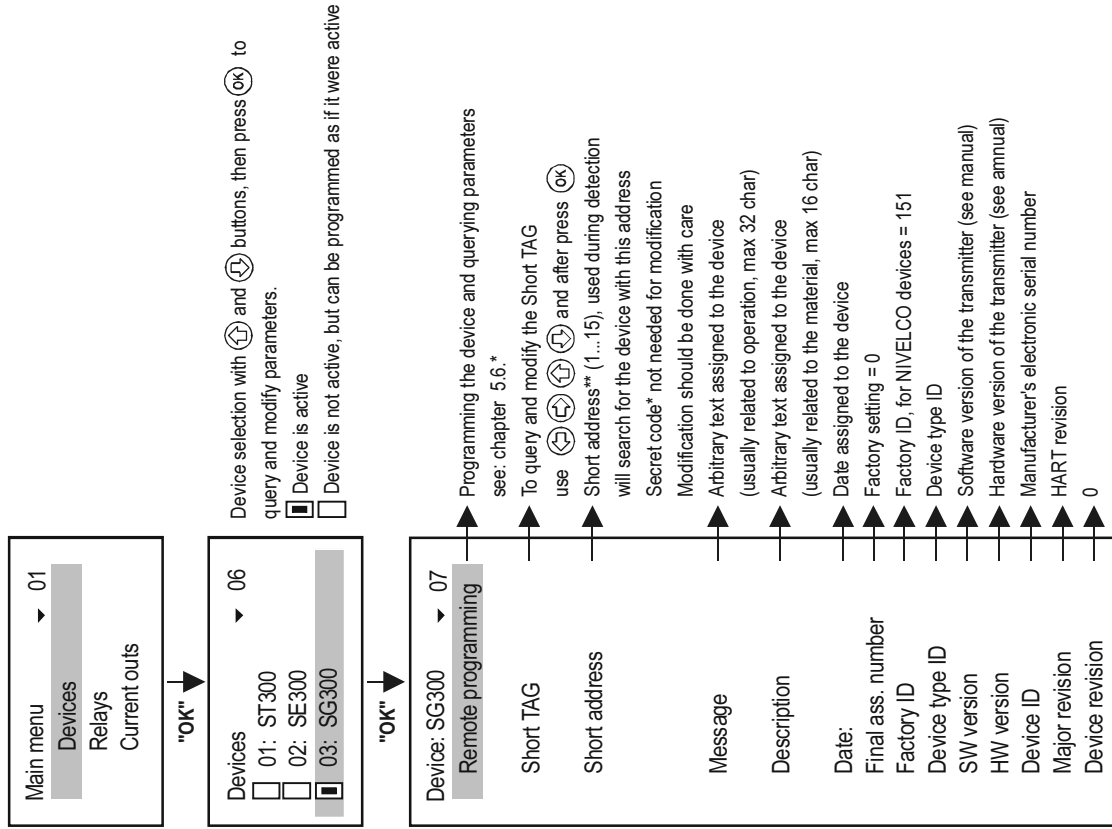 Main menu 01
Devices
Relays
Current outs
"OK"
Devices 06
01: ST300
02: SE300
03: SG300
Device selection with and buttons, then press OK to
query and modify parameters.
Device is active
Device is not active, but can be programmed as if it were active
"OK"
Device: SG300 07
Remote programming
Programming the device and querying parameters
see: chapter 5.6.*
Short TAG
To query and modify the Short TAG
use and after press OK
Short address
Short address** (1...15), used during detection
will search for the device with this address
Secret code* not needed for modification
Modification should be done with care
Message
Arbitrary text assigned to the device
(usually related to operation, max 32 char)
Description
Arbitrary text assigned to the device
(usually related to the material, max 16 char)
Date:
Date assigned to the device
Final ass. number
Factory setting = 0
Factory ID
Factory ID, for NIVELCO devices = 151
Device type ID
Device type ID
SW version
Software version of the transmitter (see manual)
HW version
Hardware version of the transmitter (see amnual)
Device ID
Manufacturer's electronic serial number
Major revision
HART revision
Device revision
0